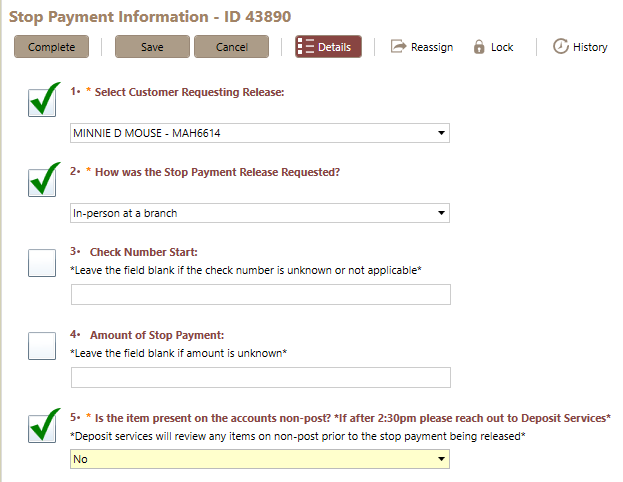 Stop Payment Information - ID 43890
Complete Save Cancel Details Reassign Lock History
1. * Select Customer Requesting Release:
MINNIE D MOUSE - MAH6614
2. * How was the Stop Payment Release Requested?
In-person at a branch
3. Check Number Start:
*Leave the field blank if the check number is unknown or not applicable*
4. Amount of Stop Payment:
*Leave the field blank if amount is unknown*
5. * Is the item present on the accounts non-post? *If after 2:30pm please reach out to Deposit Services*
*Deposit services will review any items on non-post prior to the stop payment being released*
No